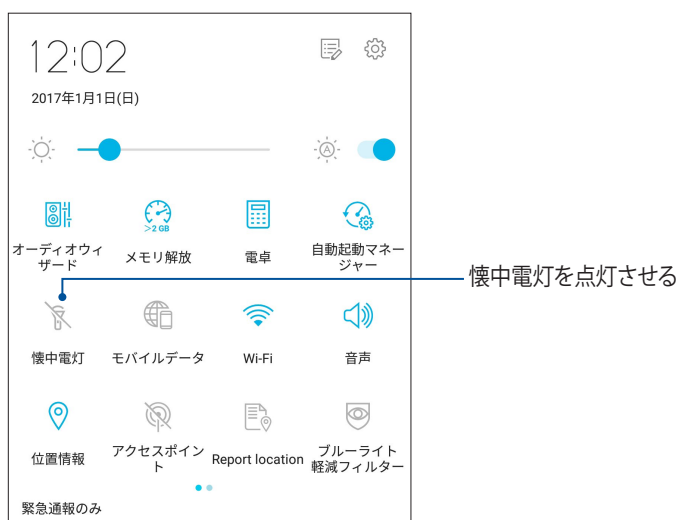 12:02
2017年1月1日(日)
A
>2 GB
オーディオウィ
ザード
メモリ解放
電卓
自動起動マネー
ジャー
懐中電灯を点灯させる
懐中電灯
モバイルデータ
Wi-Fi
音声
位置情報
アクセスポイン
ト
Report location
ブルーライト
軽減フィルター
緊急通報のみ